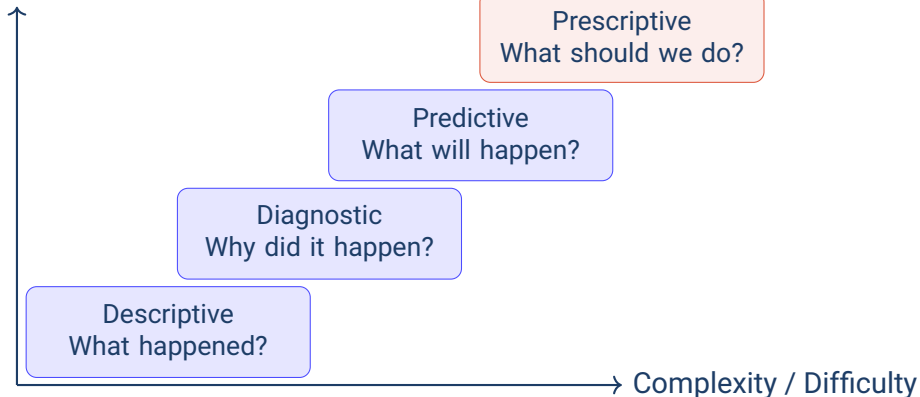 Prescriptive
What should we do?
Predictive
What will happen?
Diagnostic
Why did it happen?
Descriptive
What happened?
Complexity / Difficulty